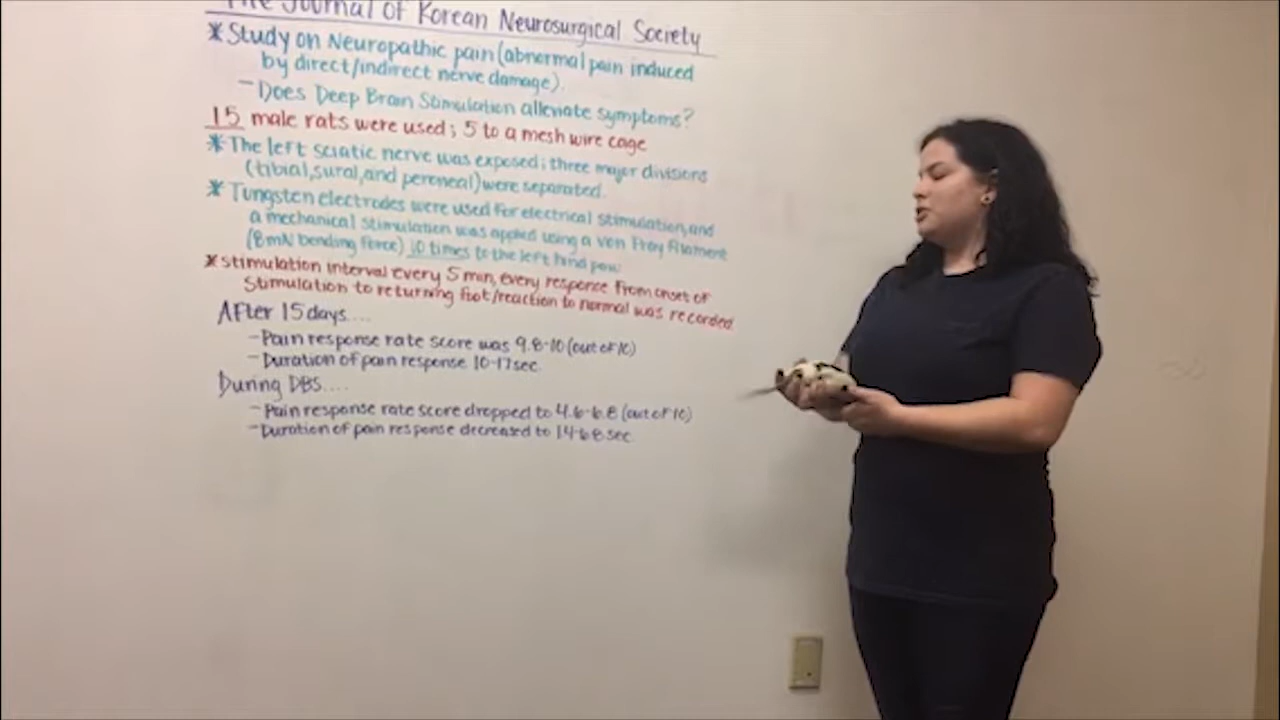 The Journal of Korean Neurosurgical Society
* Study on Neuropathic pain (abnormal pain induced
by direct/indirect nerve damage).
- Does Deep Brain Stimulation alleviate symptoms?
15 male rats were used; 5 to a mesh wire cage
* The left sciatic nerve was exposed; three major divisions
(tibial, sural, and peroneal) were separated.
* Tungsten electrodes were used for electrical stimulation, and
a mechanical stimulation was applied using a von Frey filament
(8mN bending force) 10 times to the left hind paw.
* stimulation interval every 5 min, every response from onset of
stimulation to returning foot/reaction to normal was recorded
After 15 days....
- Pain response rate score was 9.8-10 (out of 10)
- Duration of pain response 10-17 sec.
During DBS....
- Pain response rate score dropped to 4.6-6.8 (out of 10)
- Duration of pain response decreased to sec.